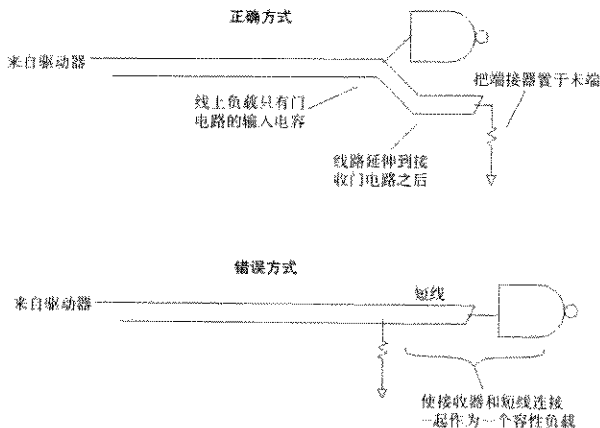 正确方式
来自驱动器
把端接器置于末端
线上负载只有门
电路的输入电容
线路延伸到接
收门电路之后
错误方式
来自驱动器
短线
使接收器和短线连接
一起作为一个容性负载